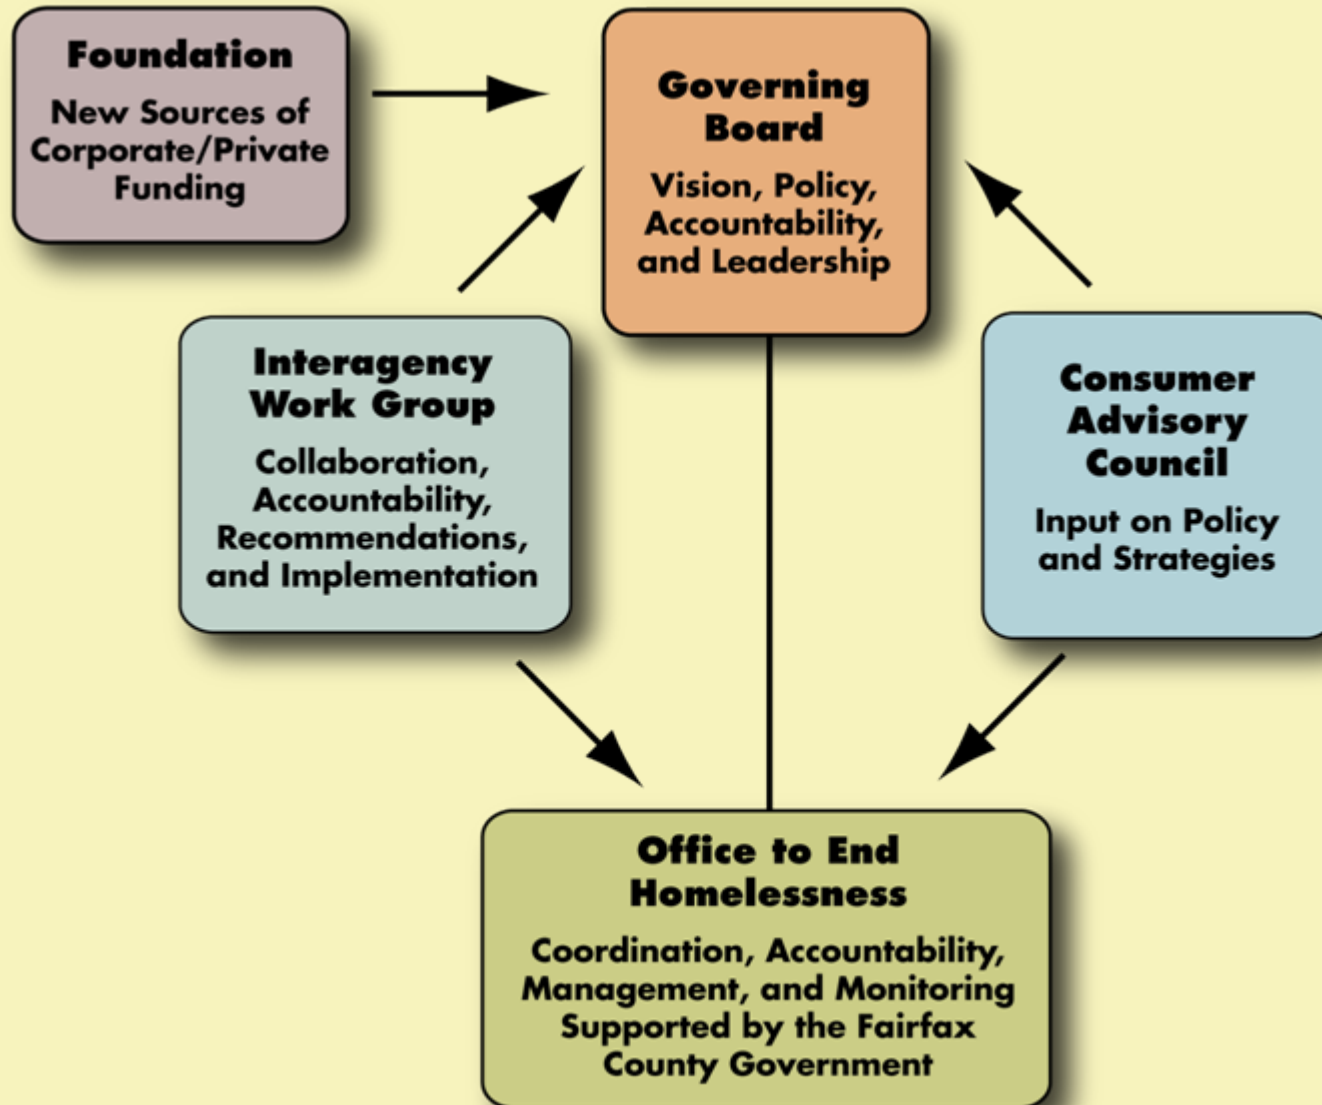 Foundation
New Sources of
Corporate/Private
Funding
Governing
Board
Vision, Policy,
Accountability,
and Leadership
Interagency
Work Group
Collaboration,
Accountability,
Recommendations,
and Implementation
Consumer
Advisory
Council
Input on Policy
and Strategies
Office to End
Homelessness
Coordination, Accountability,
Management, and Monitoring
Supported by the Fairfax
County Government